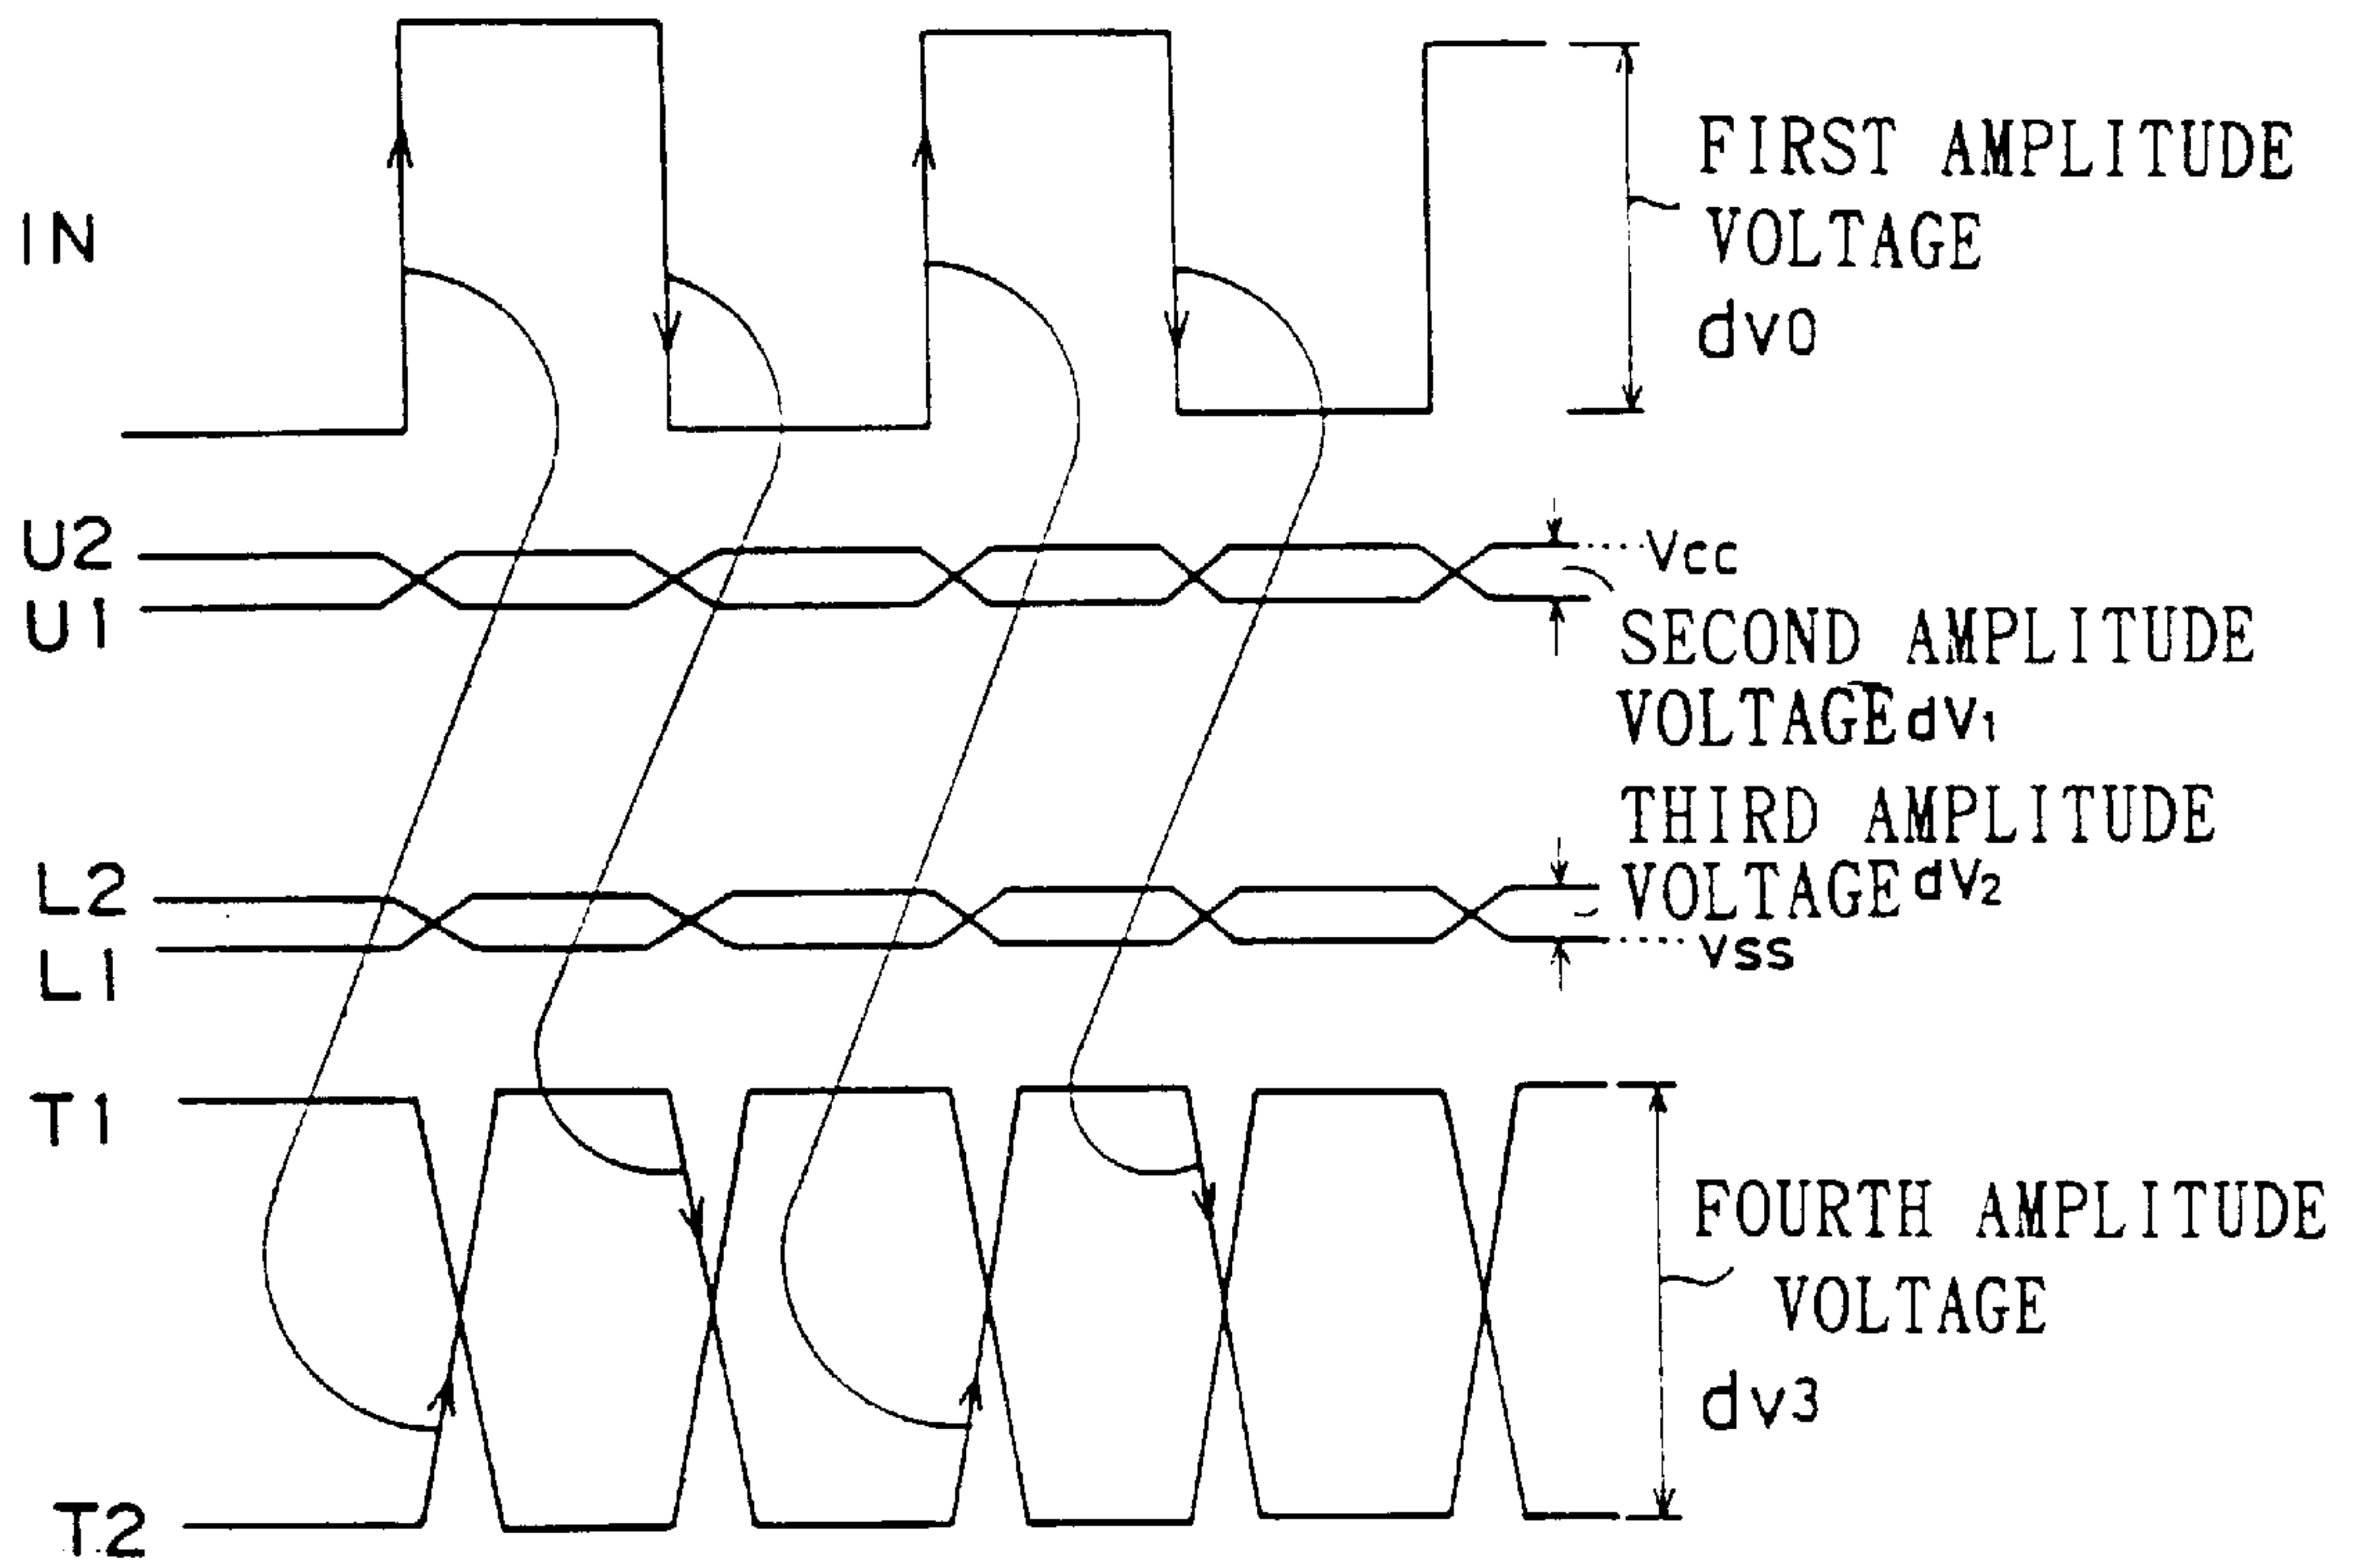 IN
FIRST AMPLITUDE
VOLTAGE
dv0
U2
U1
Vcc
SECOND AMPLITUDE
VOLTAGE dV1
THIRD AMPLITUDE
VOLTAGE dV2
L2
L1
VSS
T1
FOURTH AMPLITUDE
VOLTAGE
dv3
T2